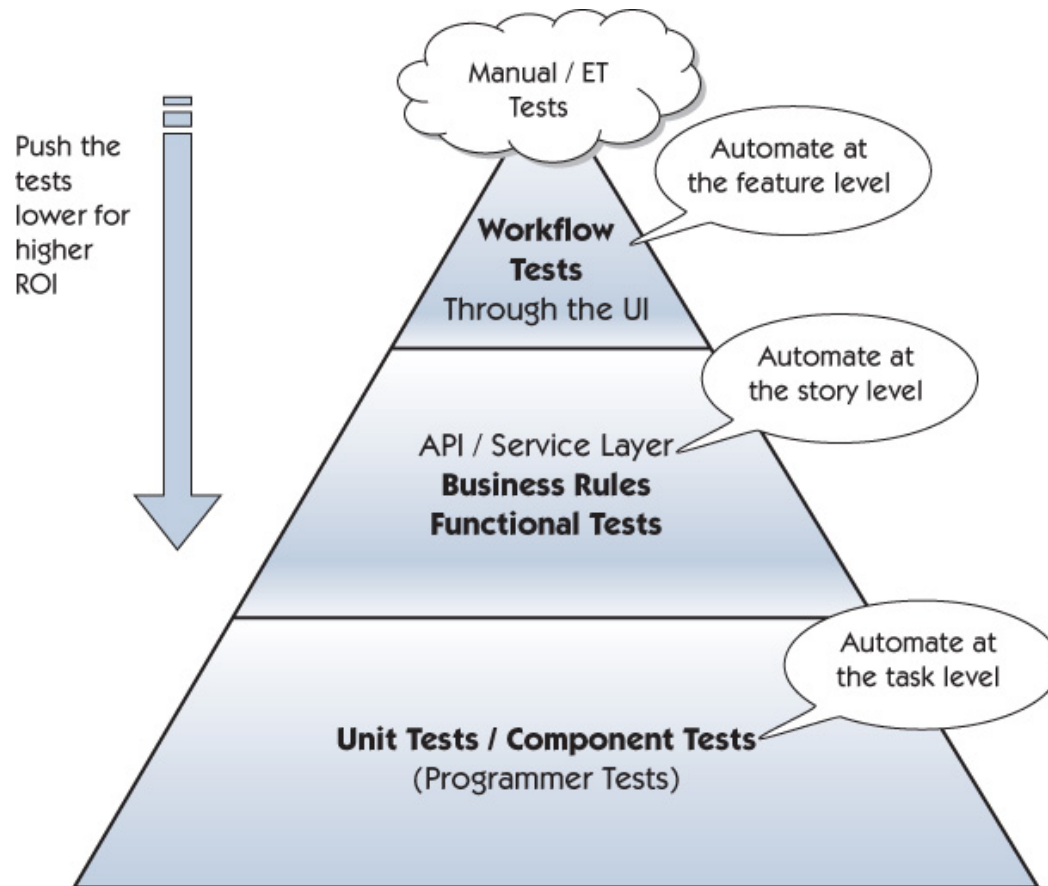 Manual / ET
Tests
Push the
tests
lower for
higher
ROI
Automate at
the feature level
Workflow
Tests
Through the UI
Automate at
the story level
API / Service Layer
Business Rules
Functional Tests
Automate at
the task level
Unit Tests / Component Tests
(Programmer Tests)